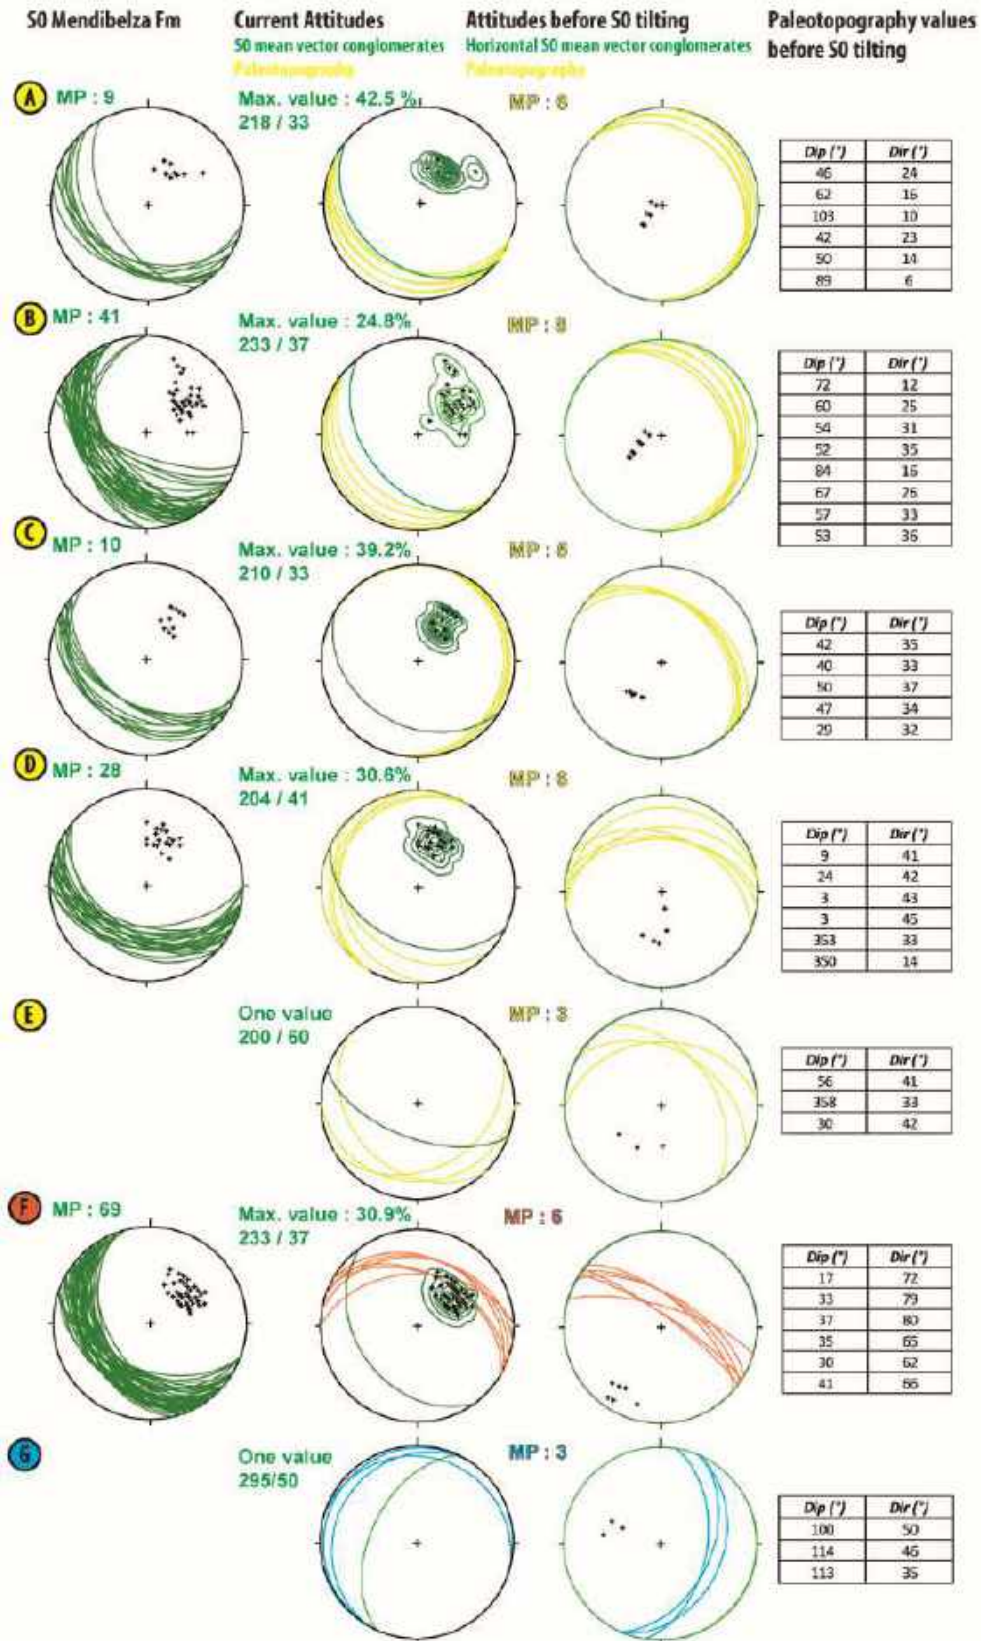 S0 Mendibelza Fm
Current Attitudes
S0 mean vector conglomerates
Paleotopography
Attitudes before S0 tilting
Horizontal S0 mean vector conglomerates
Paleotopography
Paleotopography values
before S0 tilting
A MP : 9
Max. value : 42.5 %
218 / 33
MP : 6
Dip (°) Dir (°)
46 24
62 16
103 10
42 23
50 14
89 6
B MP : 41
Max. value : 24.8%
233 / 37
MP : 8
Dip (°) Dir (°)
72 12
60 25
54 31
52 35
84 16
67 26
57 33
53 36
C MP : 10
Max. value : 39.2%
210 / 33
MP : 5
Dip (°) Dir (°)
42 35
40 33
50 37
47 34
29 32
D MP : 28
Max. value : 30.6%
204 / 41
MP : 8
Dip (°) Dir (°)
9 41
24 42
3 43
3 45
353 33
350 14
E
One value
200 / 60
MP : 3
Dip (°) Dir (°)
56 41
358 33
30 42
F MP : 69
Max. value : 30.9%
233 / 37
MP : 6
Dip (°) Dir (°)
17 72
33 79
37 80
35 65
30 62
41 66
G
One value
295/50
MP : 3
Dip (°) Dir (°)
100 50
114 46
113 35